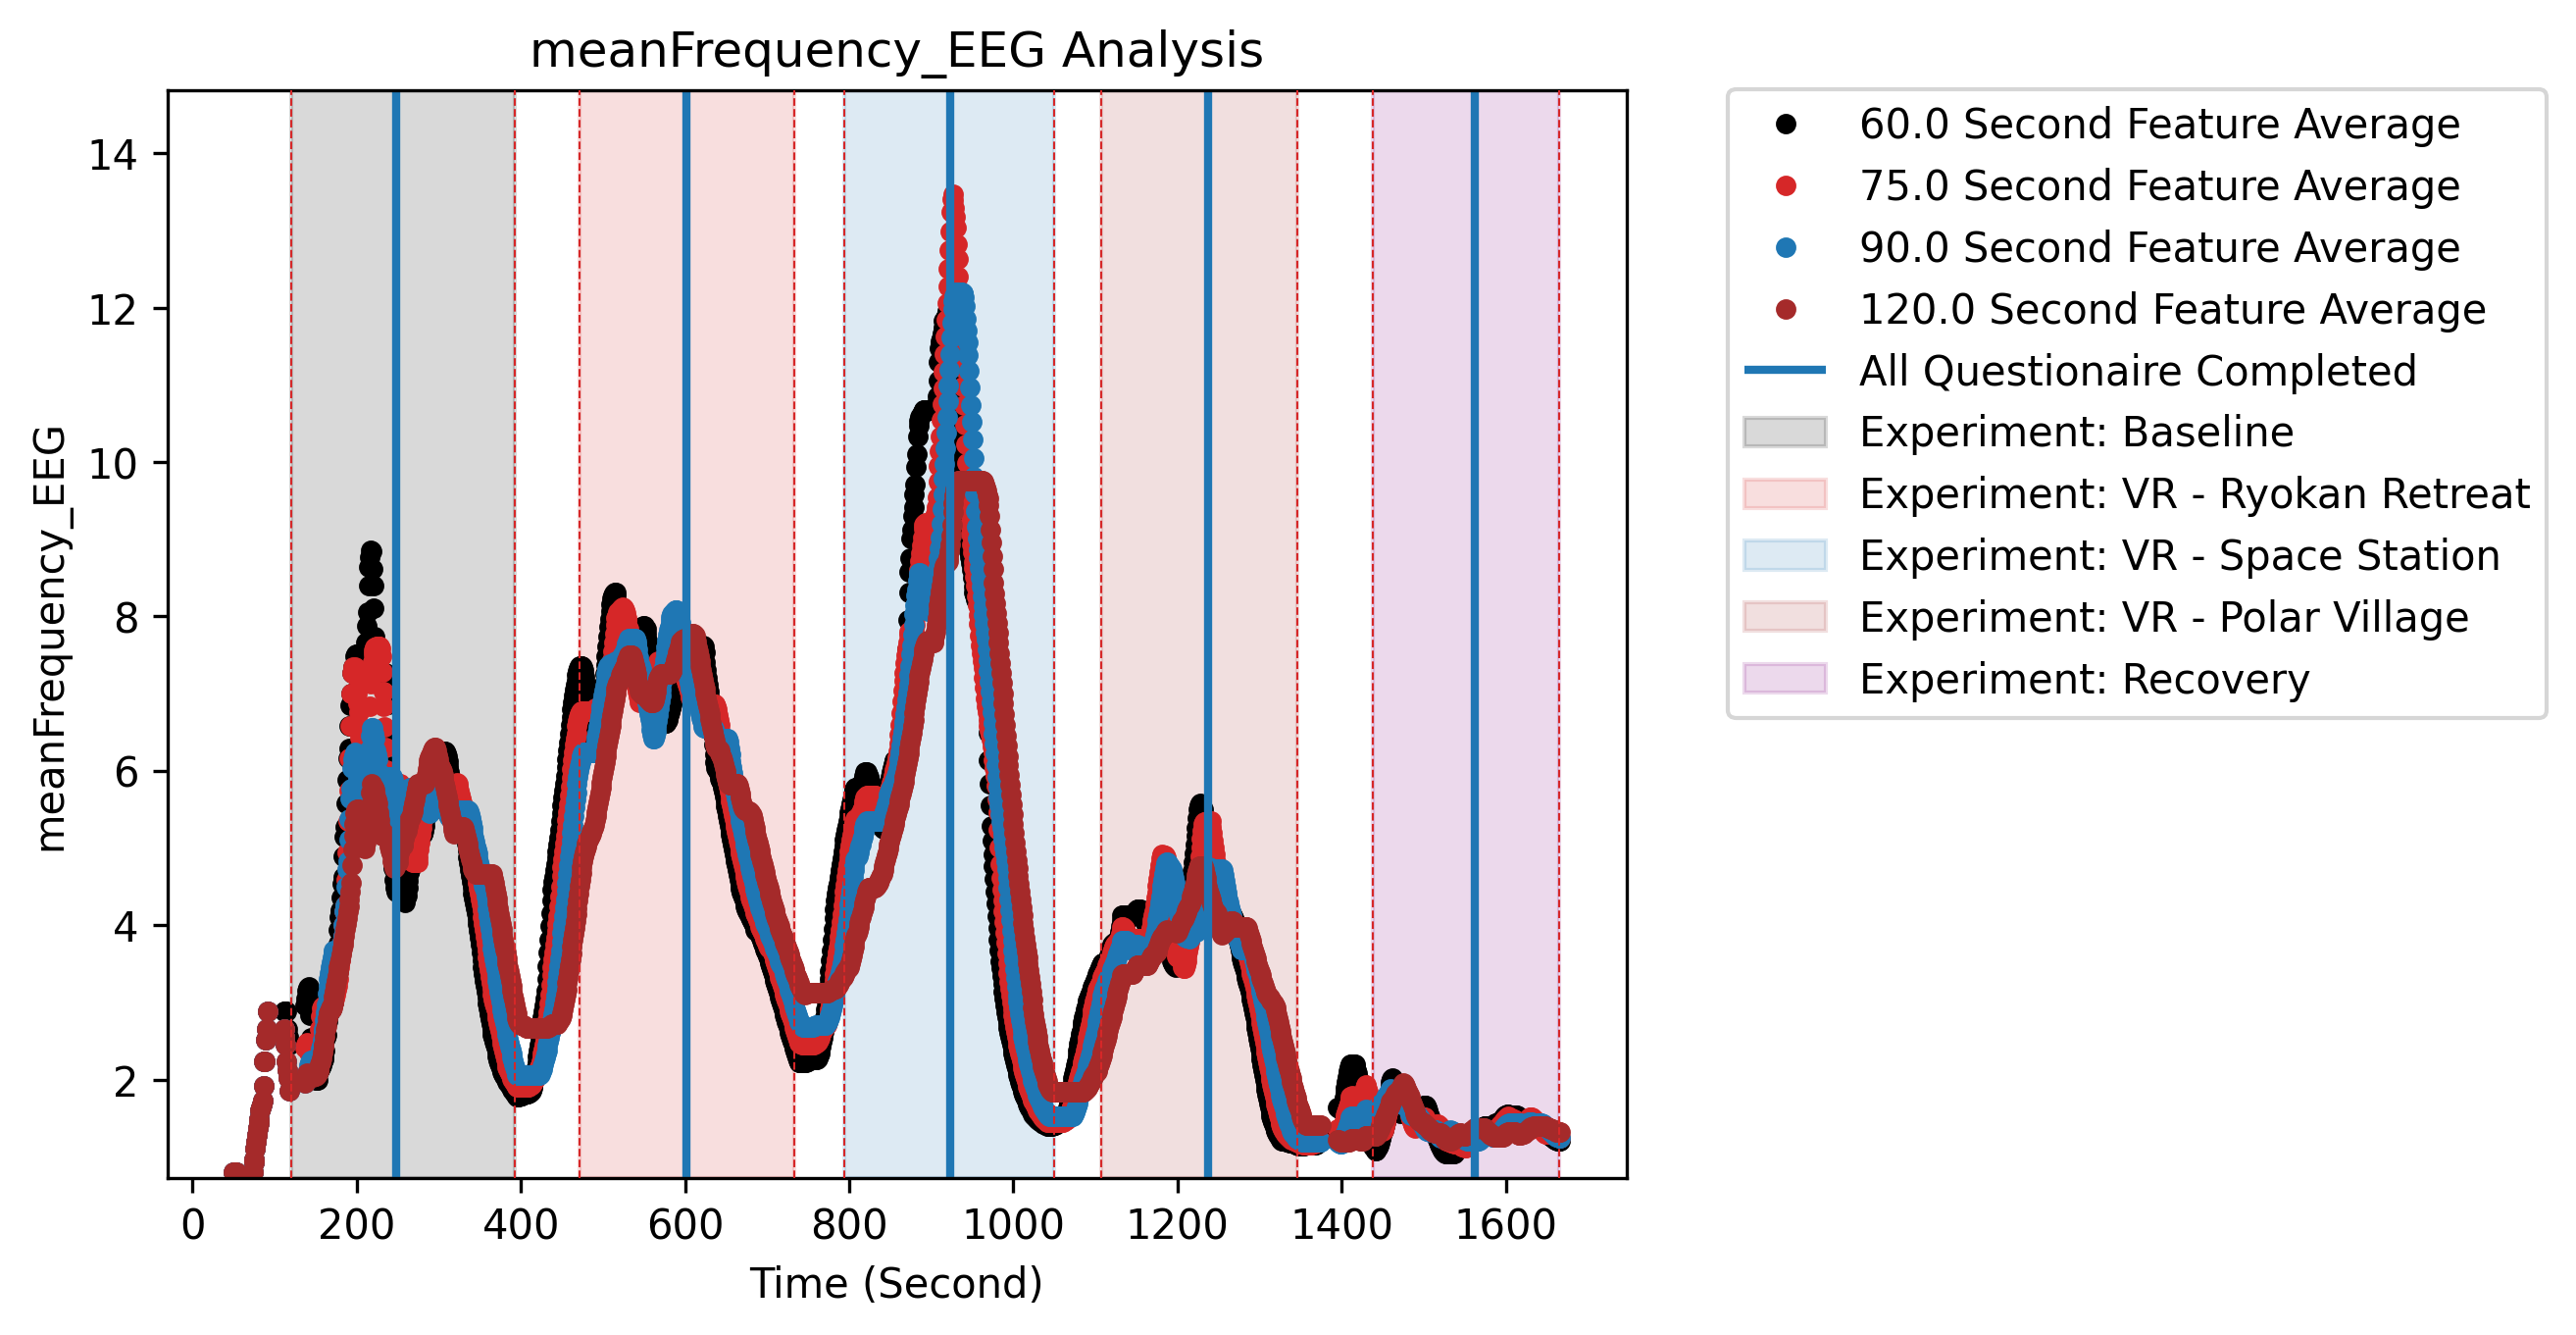 meanFrequency_EEG Analysis
meanFrequency_EEG
14
12
10
8
6
4
2
0 200 400 600 800 1000 1200 1400 1600
Time (Second)
60.0 Second Feature Average
75.0 Second Feature Average
90.0 Second Feature Average
120.0 Second Feature Average
All Questionaire Completed
Experiment: Baseline
Experiment: VR - Ryokan Retreat
Experiment: VR - Space Station
Experiment: VR - Polar Village
Experiment: Recovery